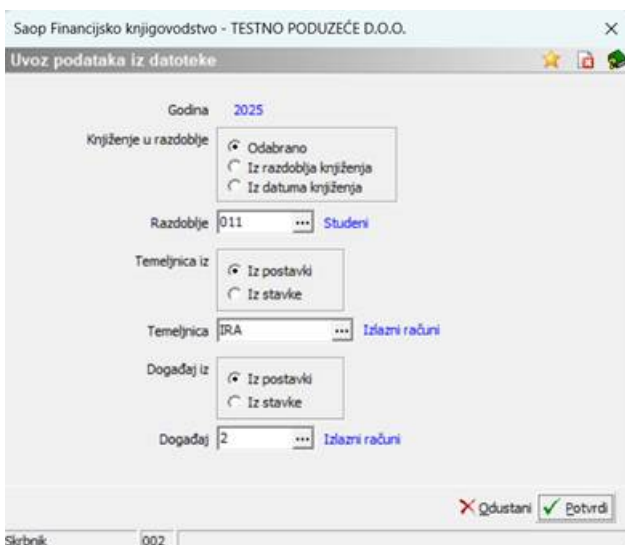 Saop Financijsko knjigovodstvo - TESTNO PODUZEĆE D.O.O.
Uvoz podataka iz datoteke
Godina 2025
Knjiženje u razdoblje
Odabrano
Iz razdoblja knjiženja
Iz datuma knjiženja
Razdoblje 011 ... Studeni
Temeljnica iz
Iz postavki
Iz stavke
Temeljnica IRA ... Izlazni računi
Događaj iz
Iz postavki
Iz stavke
Događaj 2 ... Izlazni računi
Odustani Potvrdi
Skrbnik 002